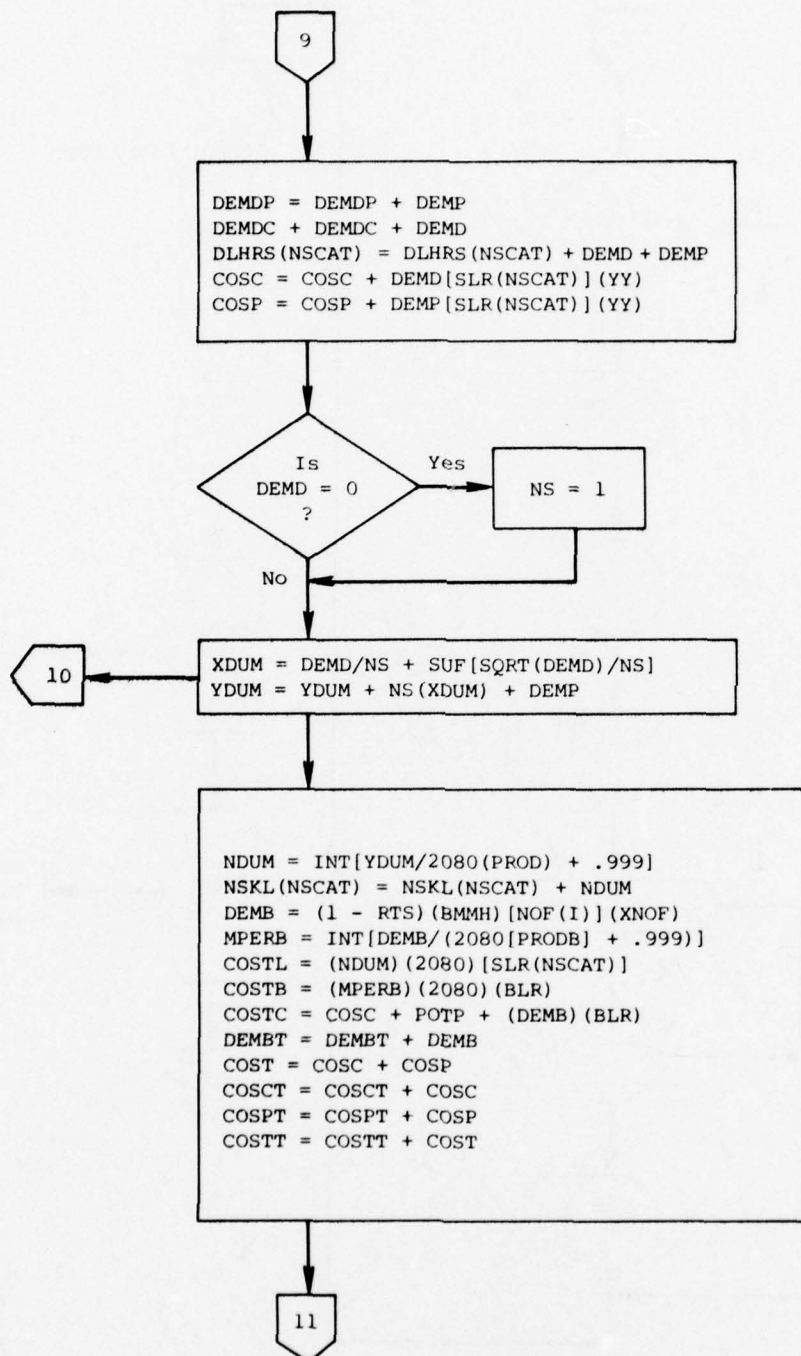 9
DEMDP = DEMDP + DEMP
DEMDC + DEMDC + DEMD
DLHRS(NSCAT) = DLHRS(NSCAT) + DEMD + DEMP
COSC = COSC + DEMD[SLR(NSCAT)](YY)
COSP = COSP + DEMP[SLR(NSCAT)](YY)
Is
DEMD = 0
?
Yes
NS = 1
No
10
XDUM = DEMD/NS + SUF[SQRT(DEMD)/NS]
YDUM = YDUM + NS(XDUM) + DEMP
NDUM = INT[YDUM/2080(PROD) + .999]
NSKL(NSCAT) = NSKL(NSCAT) + NDUM
DEMB = (1 - RTS)(BMMH)[NOF(I)](XNOF)
MPERB = INT[DEMB/(2080[PRODB] + .999)]
COSTL = (NDUM)(2080)[SLR(NSCAT)]
COSTB = (MPERB)(2080)(BLR)
COSTC = COSC + POTP + (DEMB)(BLR)
DEMBT = DEMBT + DEMB
COST = COSC + COSP
COSCT = COSCT + COSC
COSPT = COSPT + COSP
COSTT = COSTT + COST
11